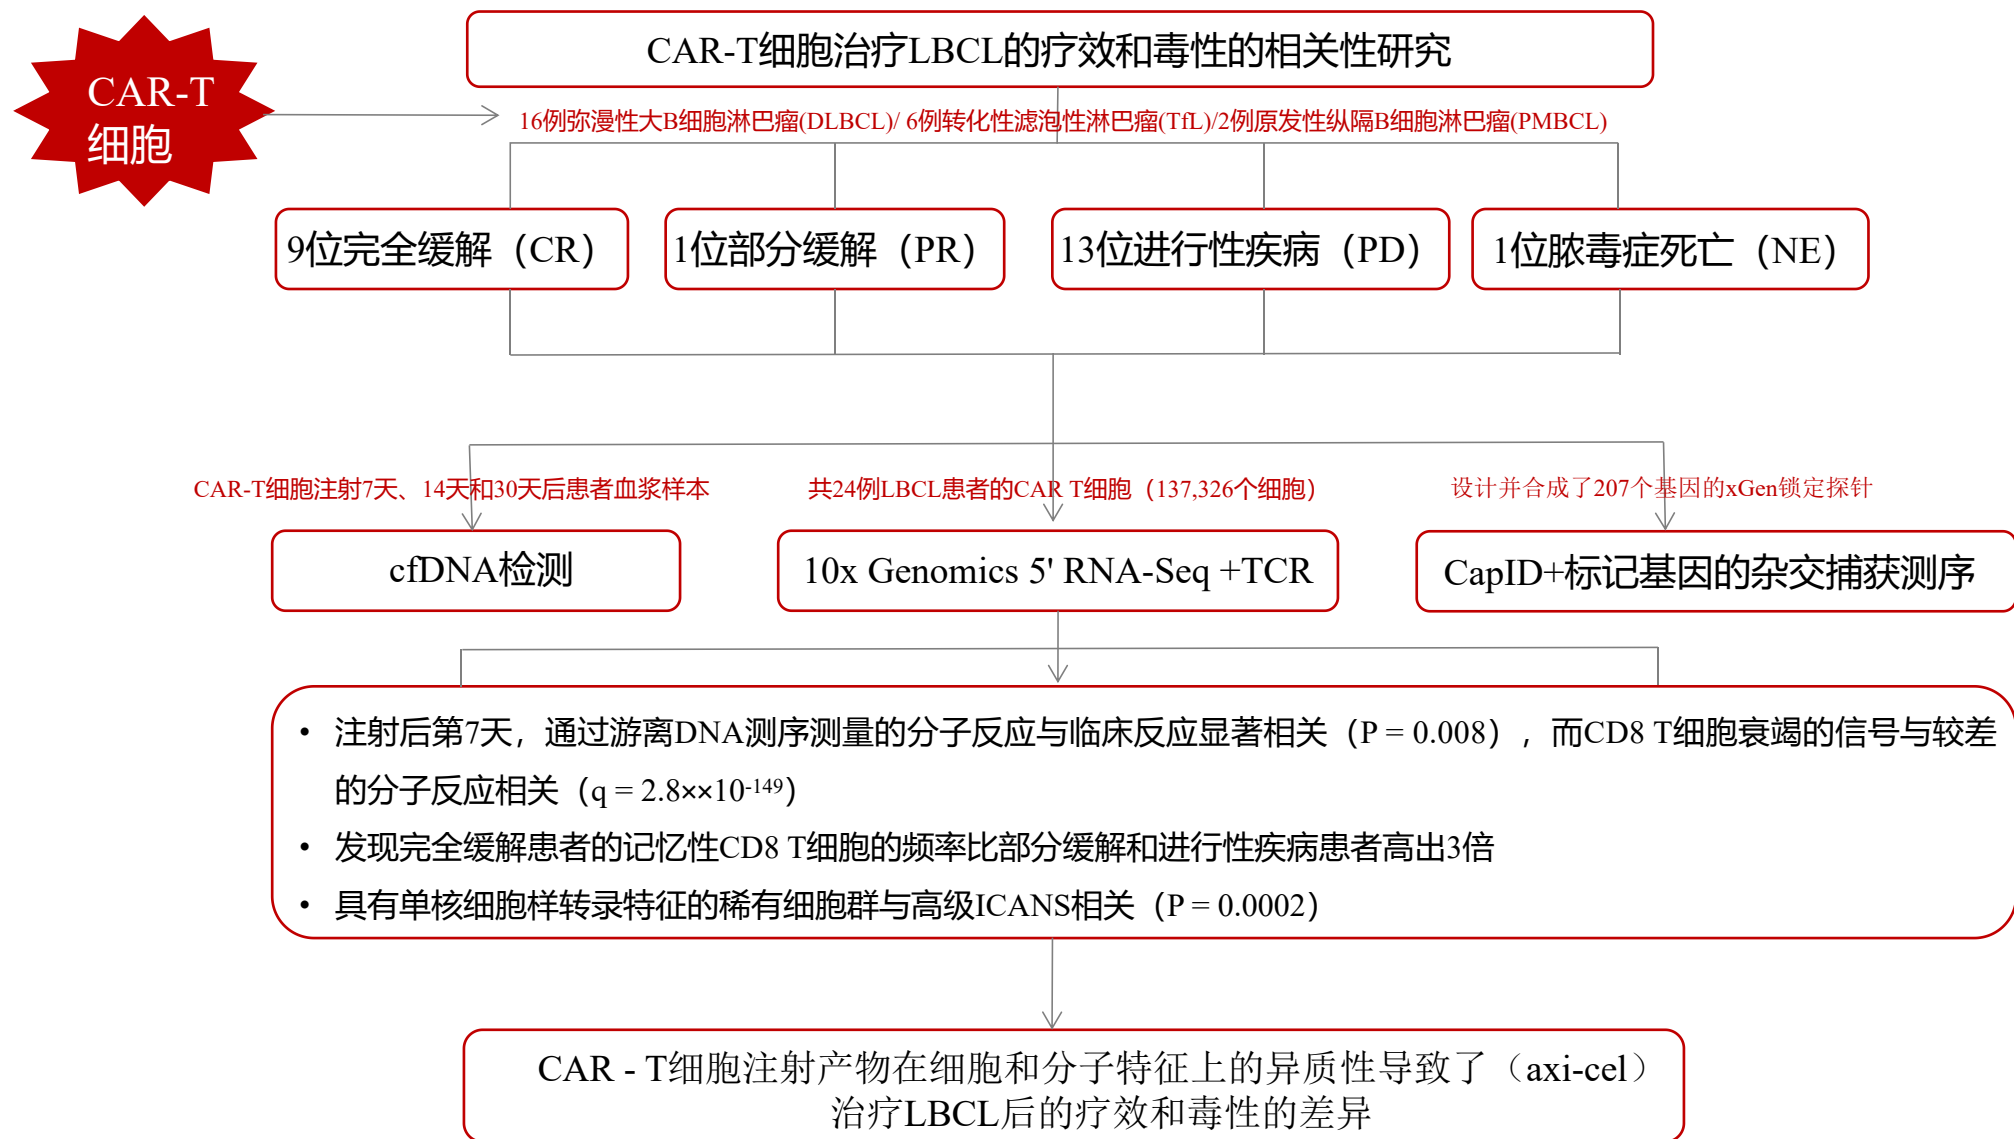 CAR-T
细胞
CAR-T细胞治疗LBCL的疗效和毒性的相关性研究
16例弥漫性大B细胞淋巴瘤(DLBCL)/ 6例转化性滤泡性淋巴瘤(TfL)/2例原发性纵隔B细胞淋巴瘤(PMBCL)
9位完全缓解（CR）
1位部分缓解（PR）
13位进行性疾病（PD）
1位脓毒症死亡（NE）
CAR-T细胞注射7天、14天和30天后患者血浆样本
共24例LBCL患者的CAR T细胞（137,326个细胞）
设计并合成了207个基因的xGen锁定探针
cfDNA检测
10x Genomics 5' RNA-Seq +TCR
CapID+标记基因的杂交捕获测序
• 注射后第7天，通过游离DNA测序测量的分子反应与临床反应显著相关（P = 0.008），而CD8 T细胞衰竭的信号与较差
的分子反应相关（q = 2.8××10⁻¹⁴⁹）
• 发现完全缓解患者的记忆性CD8 T细胞的频率比部分缓解和进行性疾病患者高出3倍
• 具有单核细胞样转录特征的稀有细胞群与高级ICANS相关（P = 0.0002）
CAR - T细胞注射产物在细胞和分子特征上的异质性导致了（axi-cel）
治疗LBCL后的疗效和毒性的差异